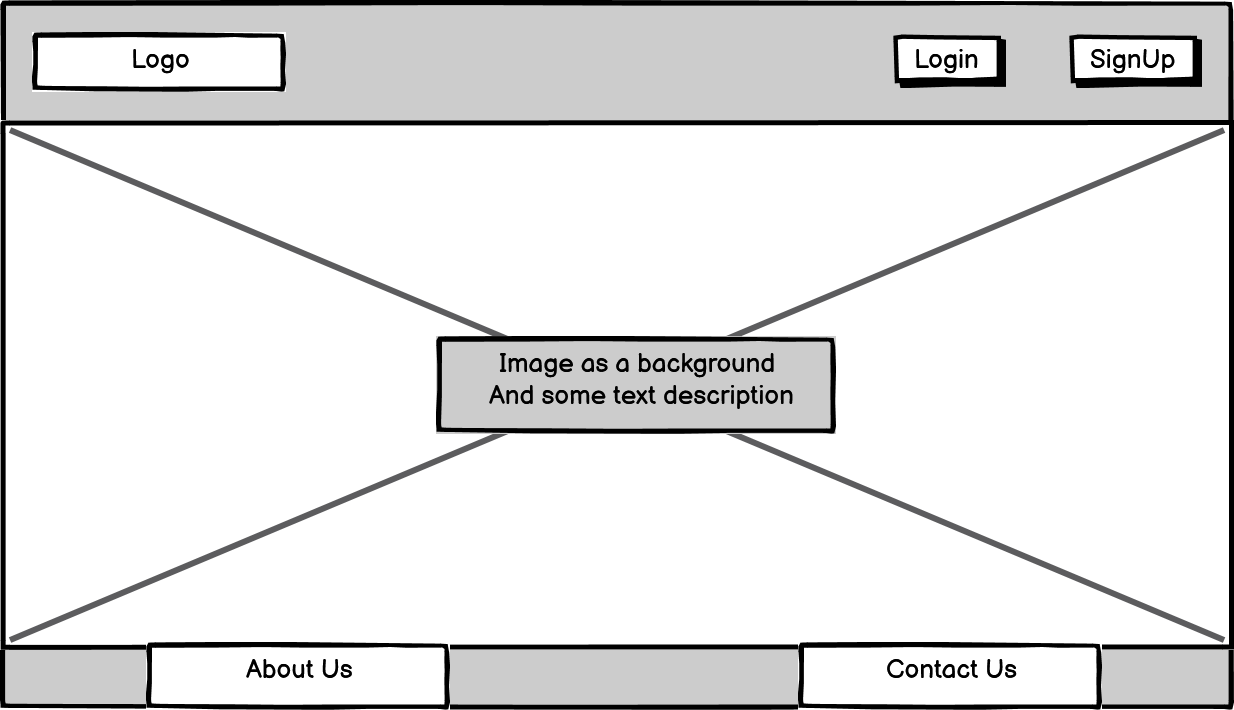 Logo
Login
SignUp
Image as a background
And some text description
About Us
Contact Us